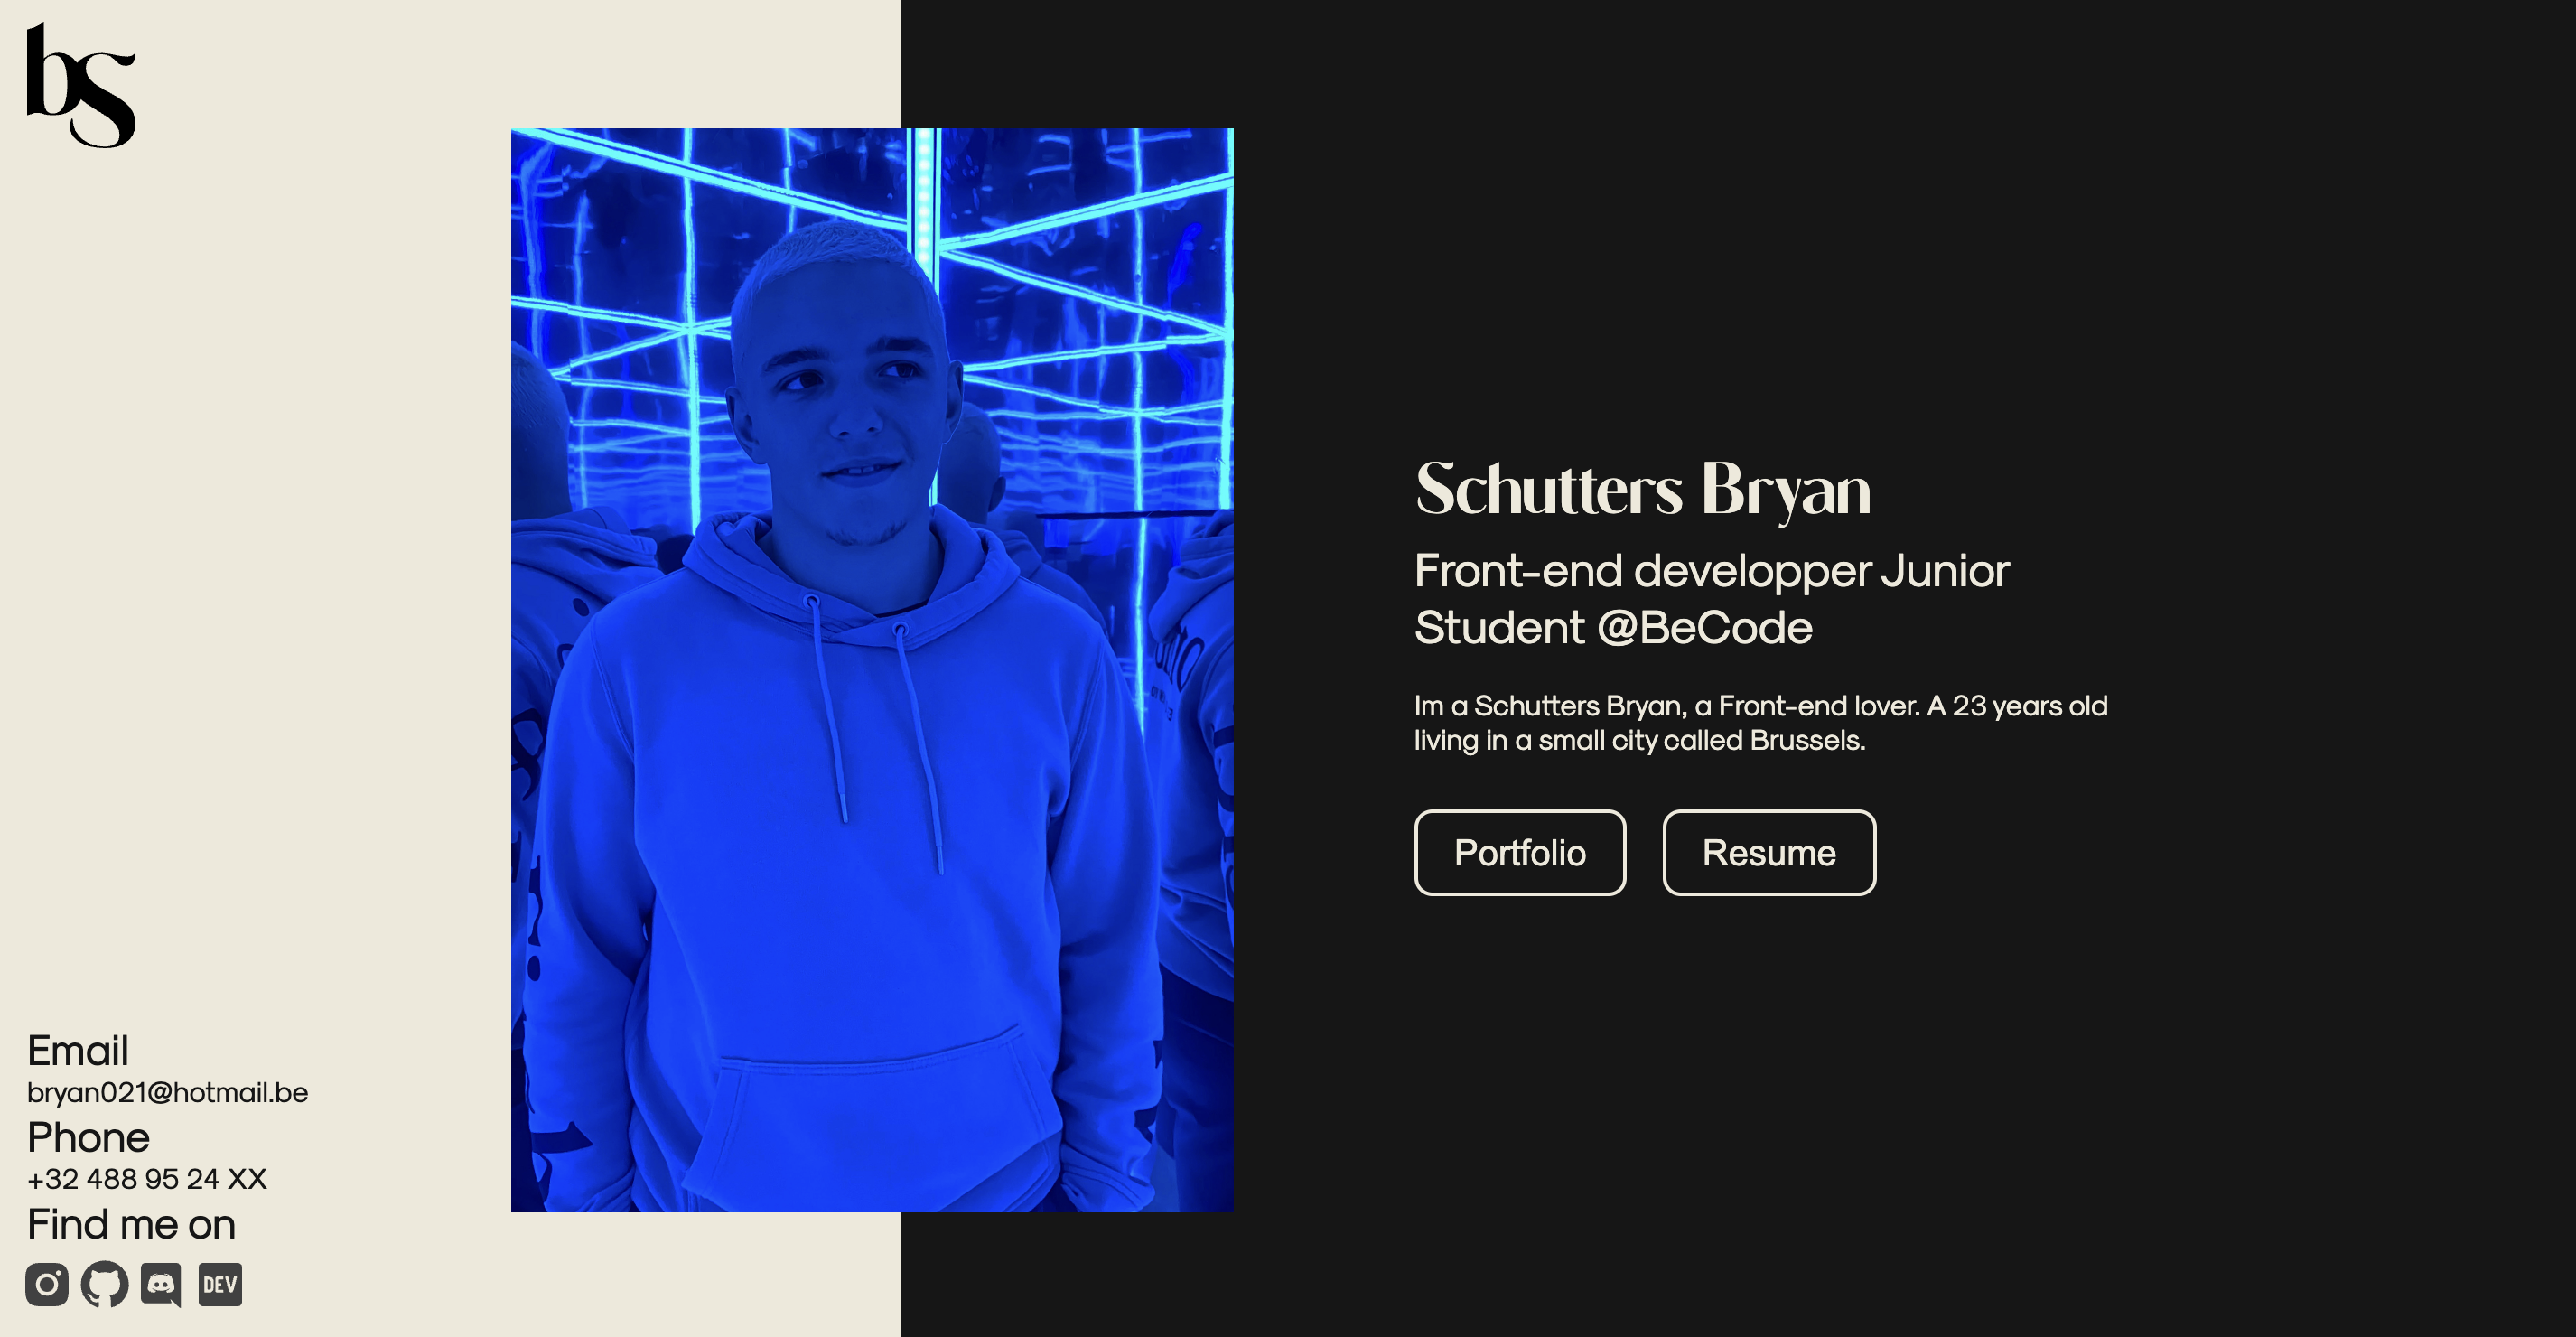 bs
Schutters Bryan
Front-end developper Junior
Student @BeCode
Im a Schutters Bryan, a Front-end lover. A 23 years old
living in a small city called Brussels.
Portfolio
Resume
Email
bryan021@hotmail.be
Phone
+32 488 95 24 XX
Find me on
DEV